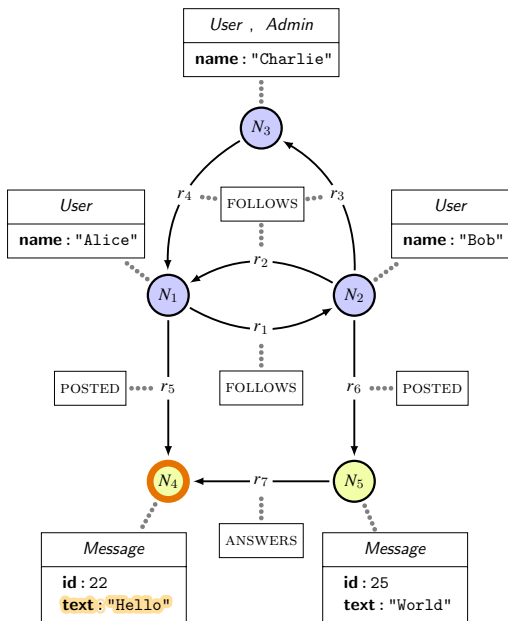 User , Admin
name : "Charlie"
N3
r4 FOLLOWS r3
User
name : "Alice"
User
name : "Bob"
r2
N1 N2
r1
POSTED r5 FOLLOWS r6 POSTED
N4 r7 N5
ANSWERS
Message
id : 22
text : "Hello"
Message
id : 25
text : "World"